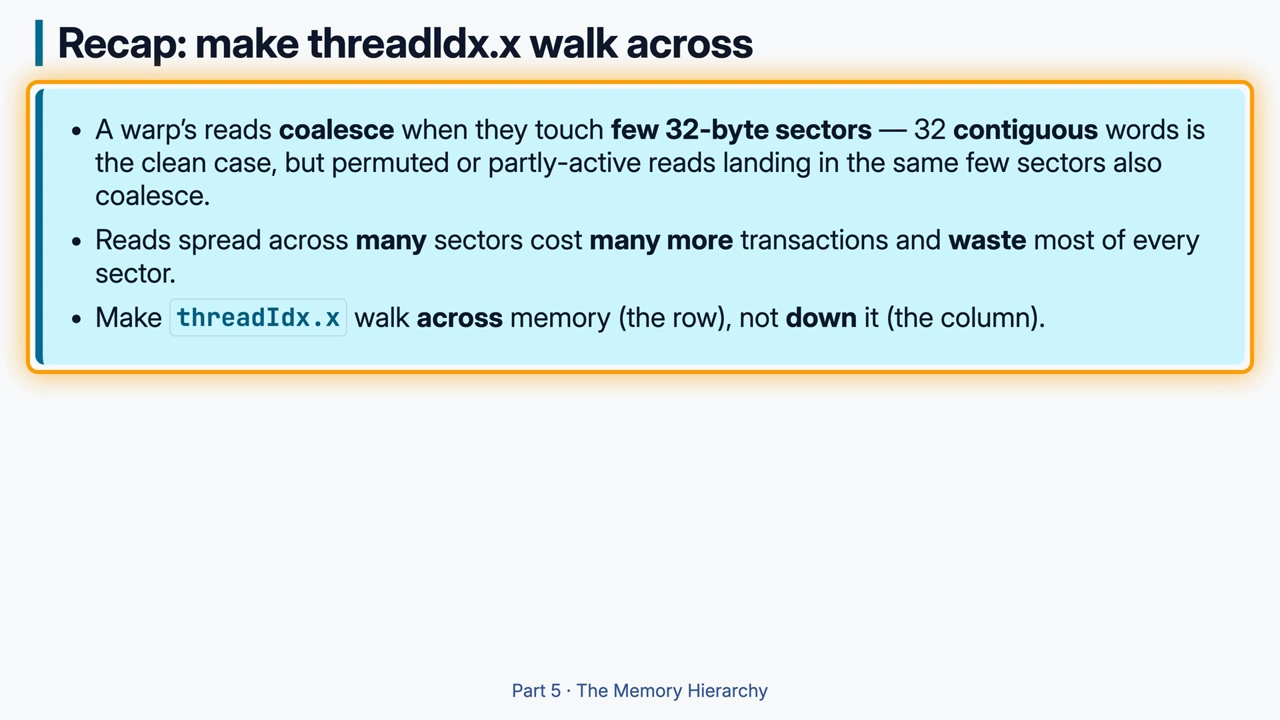 Recap: make threadIdx.x walk across
• A warp’s reads coalesce when they touch few 32-byte sectors — 32 contiguous words is
the clean case, but permuted or partly-active reads landing in the same few sectors also
coalesce.
• Reads spread across many sectors cost many more transactions and waste most of every
sector.
• Make threadIdx.x walk across memory (the row), not down it (the column).
Part 5 · The Memory Hierarchy